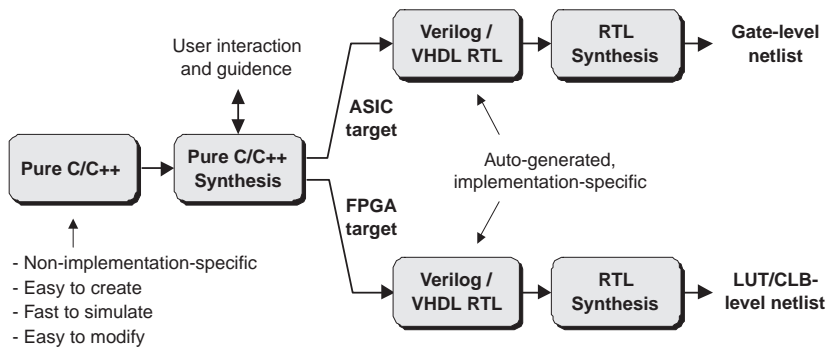 User interaction
and guidence
Pure C/C++
Pure C/C++
Synthesis
ASIC
target
Verilog /
VHDL RTL
RTL
Synthesis
Gate-level
netlist
Auto-generated,
implementation-specific
FPGA
target
Verilog /
VHDL RTL
RTL
Synthesis
LUT/CLB-
level netlist
- Non-implementation-specific
- Easy to create
- Fast to simulate
- Easy to modify